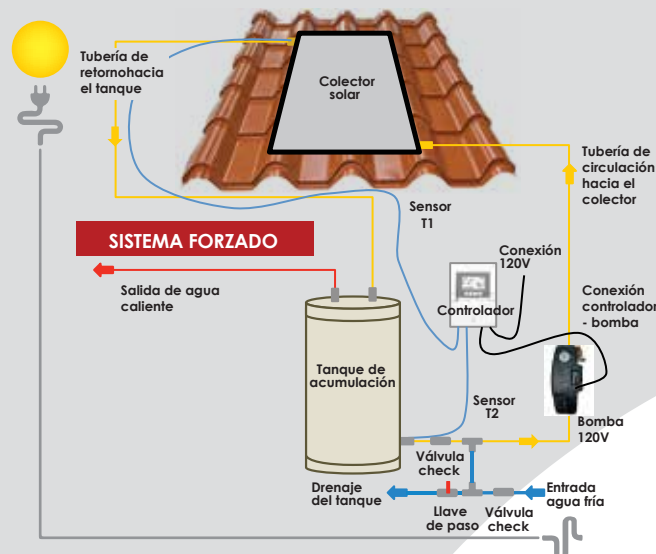 Tubería de
retornohacia
el tanque
Colector
solar
Tubería de
circulación
hacia el
colector
Sensor
T1
SISTEMA FORZADO
Salida de agua
caliente
Conexión
120V
Controlador
Conexión
controlador
- bomba
Tanque de
acumulación
Sensor
T2
Bomba
120V
Válvula
check
Drenaje
del tanque
Llave
de paso
Válvula
check
Entrada
agua fría